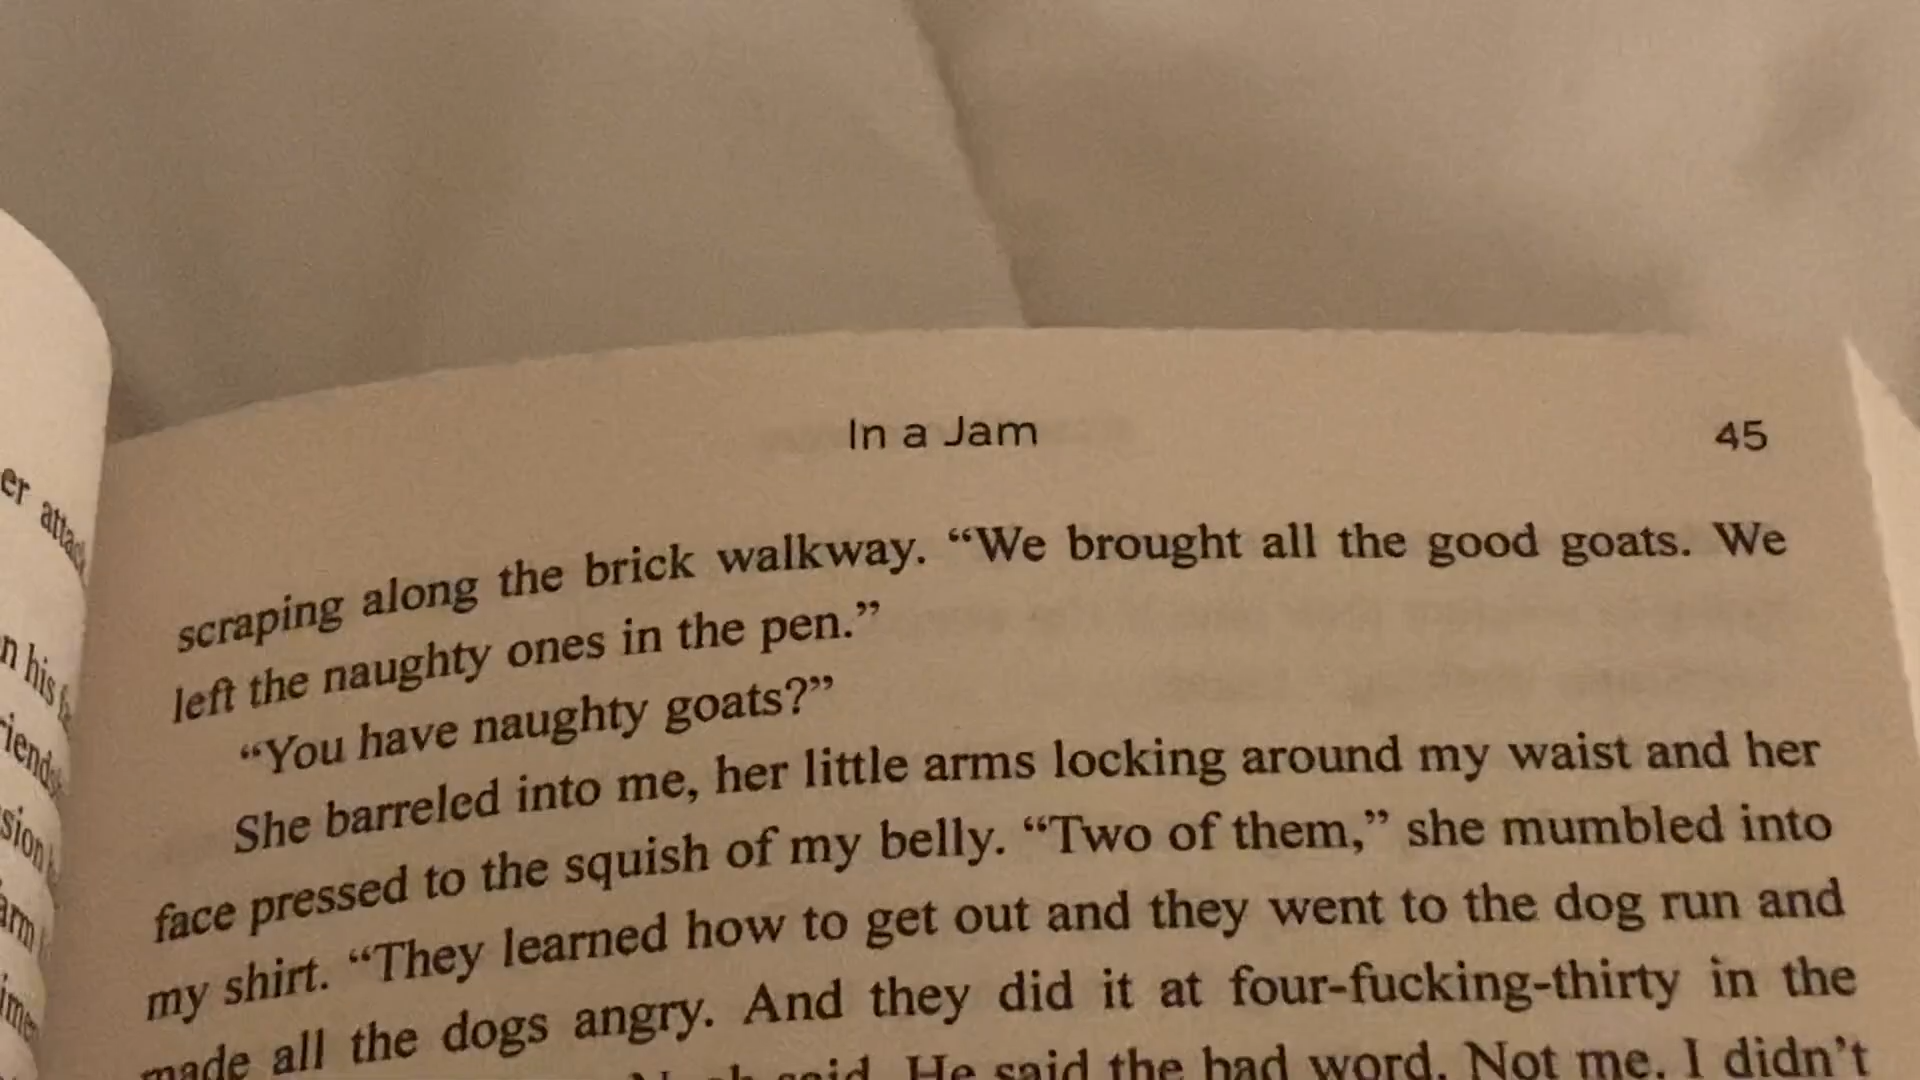 In a Jam
45
scraping along the brick walkway. “We brought all the good goats. We
left the naughty ones in the pen.”
“You have naughty goats?”
She barreled into me, her little arms locking around my waist and her
face pressed to the squish of my belly. “Two of them,” she mumbled into
my shirt. “They learned how to get out and they went to the dog run and
made all the dogs angry. And they did it at four-fucking-thirty in the
said. He said the bad word. Not me. I didn’t
er
n his